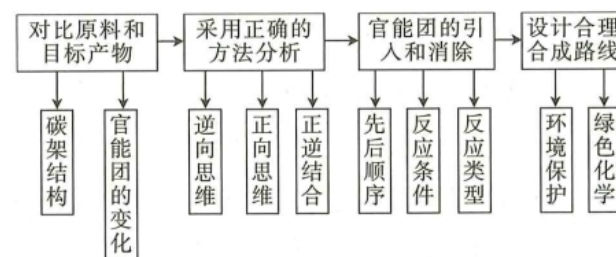 对比原料和
目标产物
采用正确的
方法分析
官能团的引
入和消除
设计合理
合成路线
碳架结构
官能团的变化
逆向思维
正向思维
正逆结合
先后顺序
反应条件
反应类型
环境保护
绿色化学